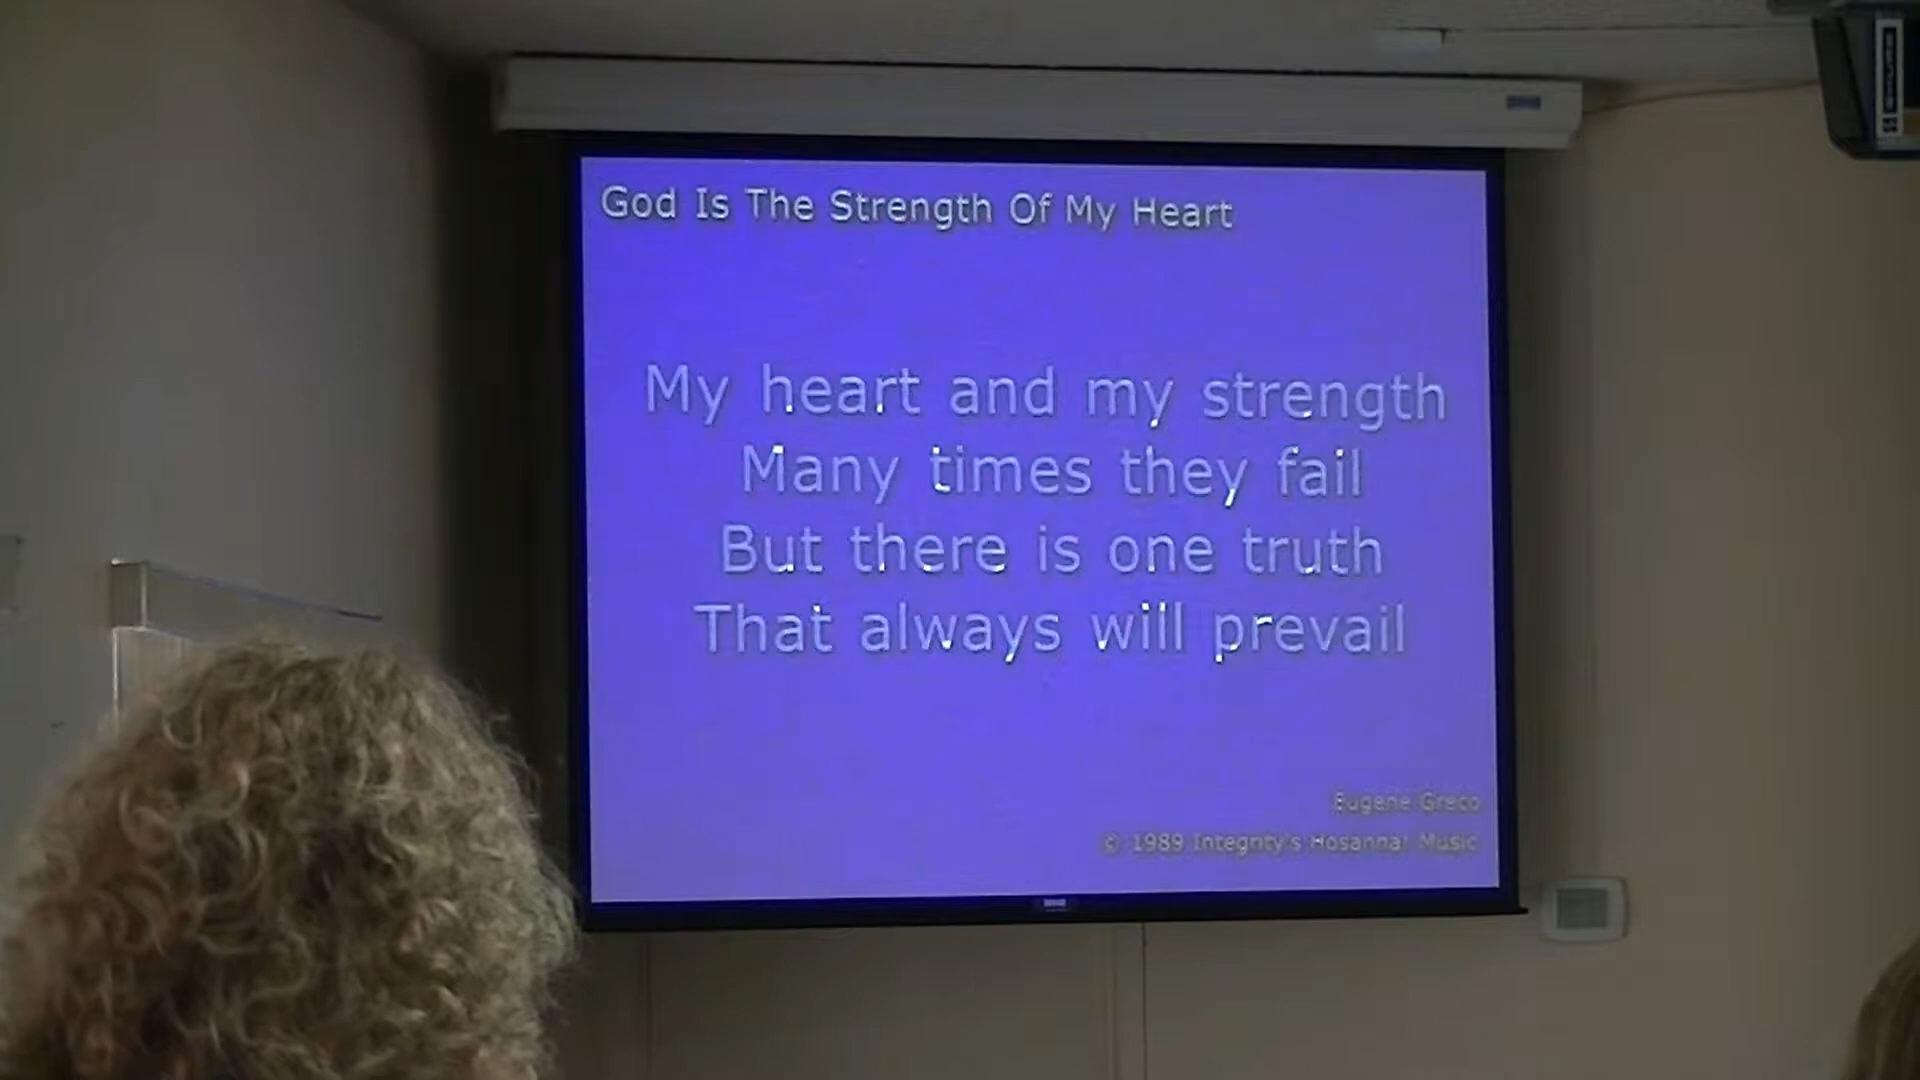 God Is The Strength Of My Heart
My heart and my strength
Many times they fail
But there is one truth
That always will prevail
Eugene Greco
© 1989 Integrity's Hosanna! Music